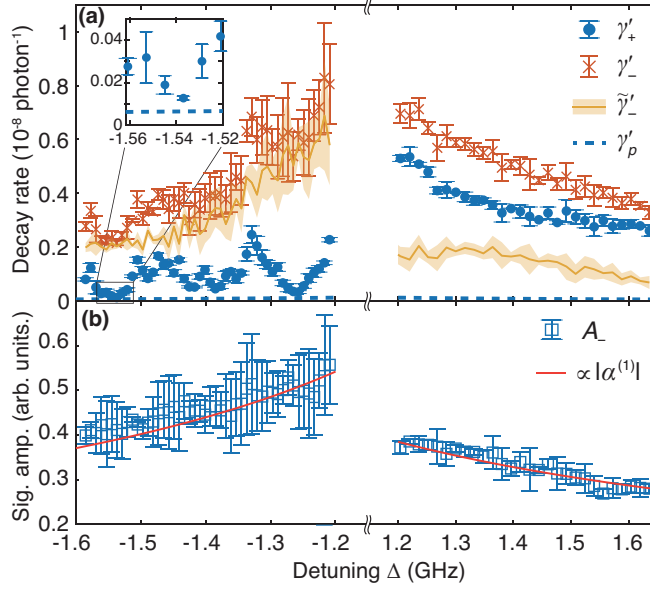 (a)
Decay rate (10⁻⁸ photon⁻¹)
1
0.8
0.6
0.4
0.2
0
0.04
0.02
0
-1.56 -1.54 -1.52
γ′₊
γ′₋
γ̃′₋
γ′ₚ
(b)
Sig. amp. (arb. units.)
0.6
0.5
0.4
0.3
0.2
A₋
∝|α⁽¹⁾|
-1.6 -1.5 -1.4 -1.3 -1.2 1.2 1.3 1.4 1.5 1.6
Detuning Δ (GHz)